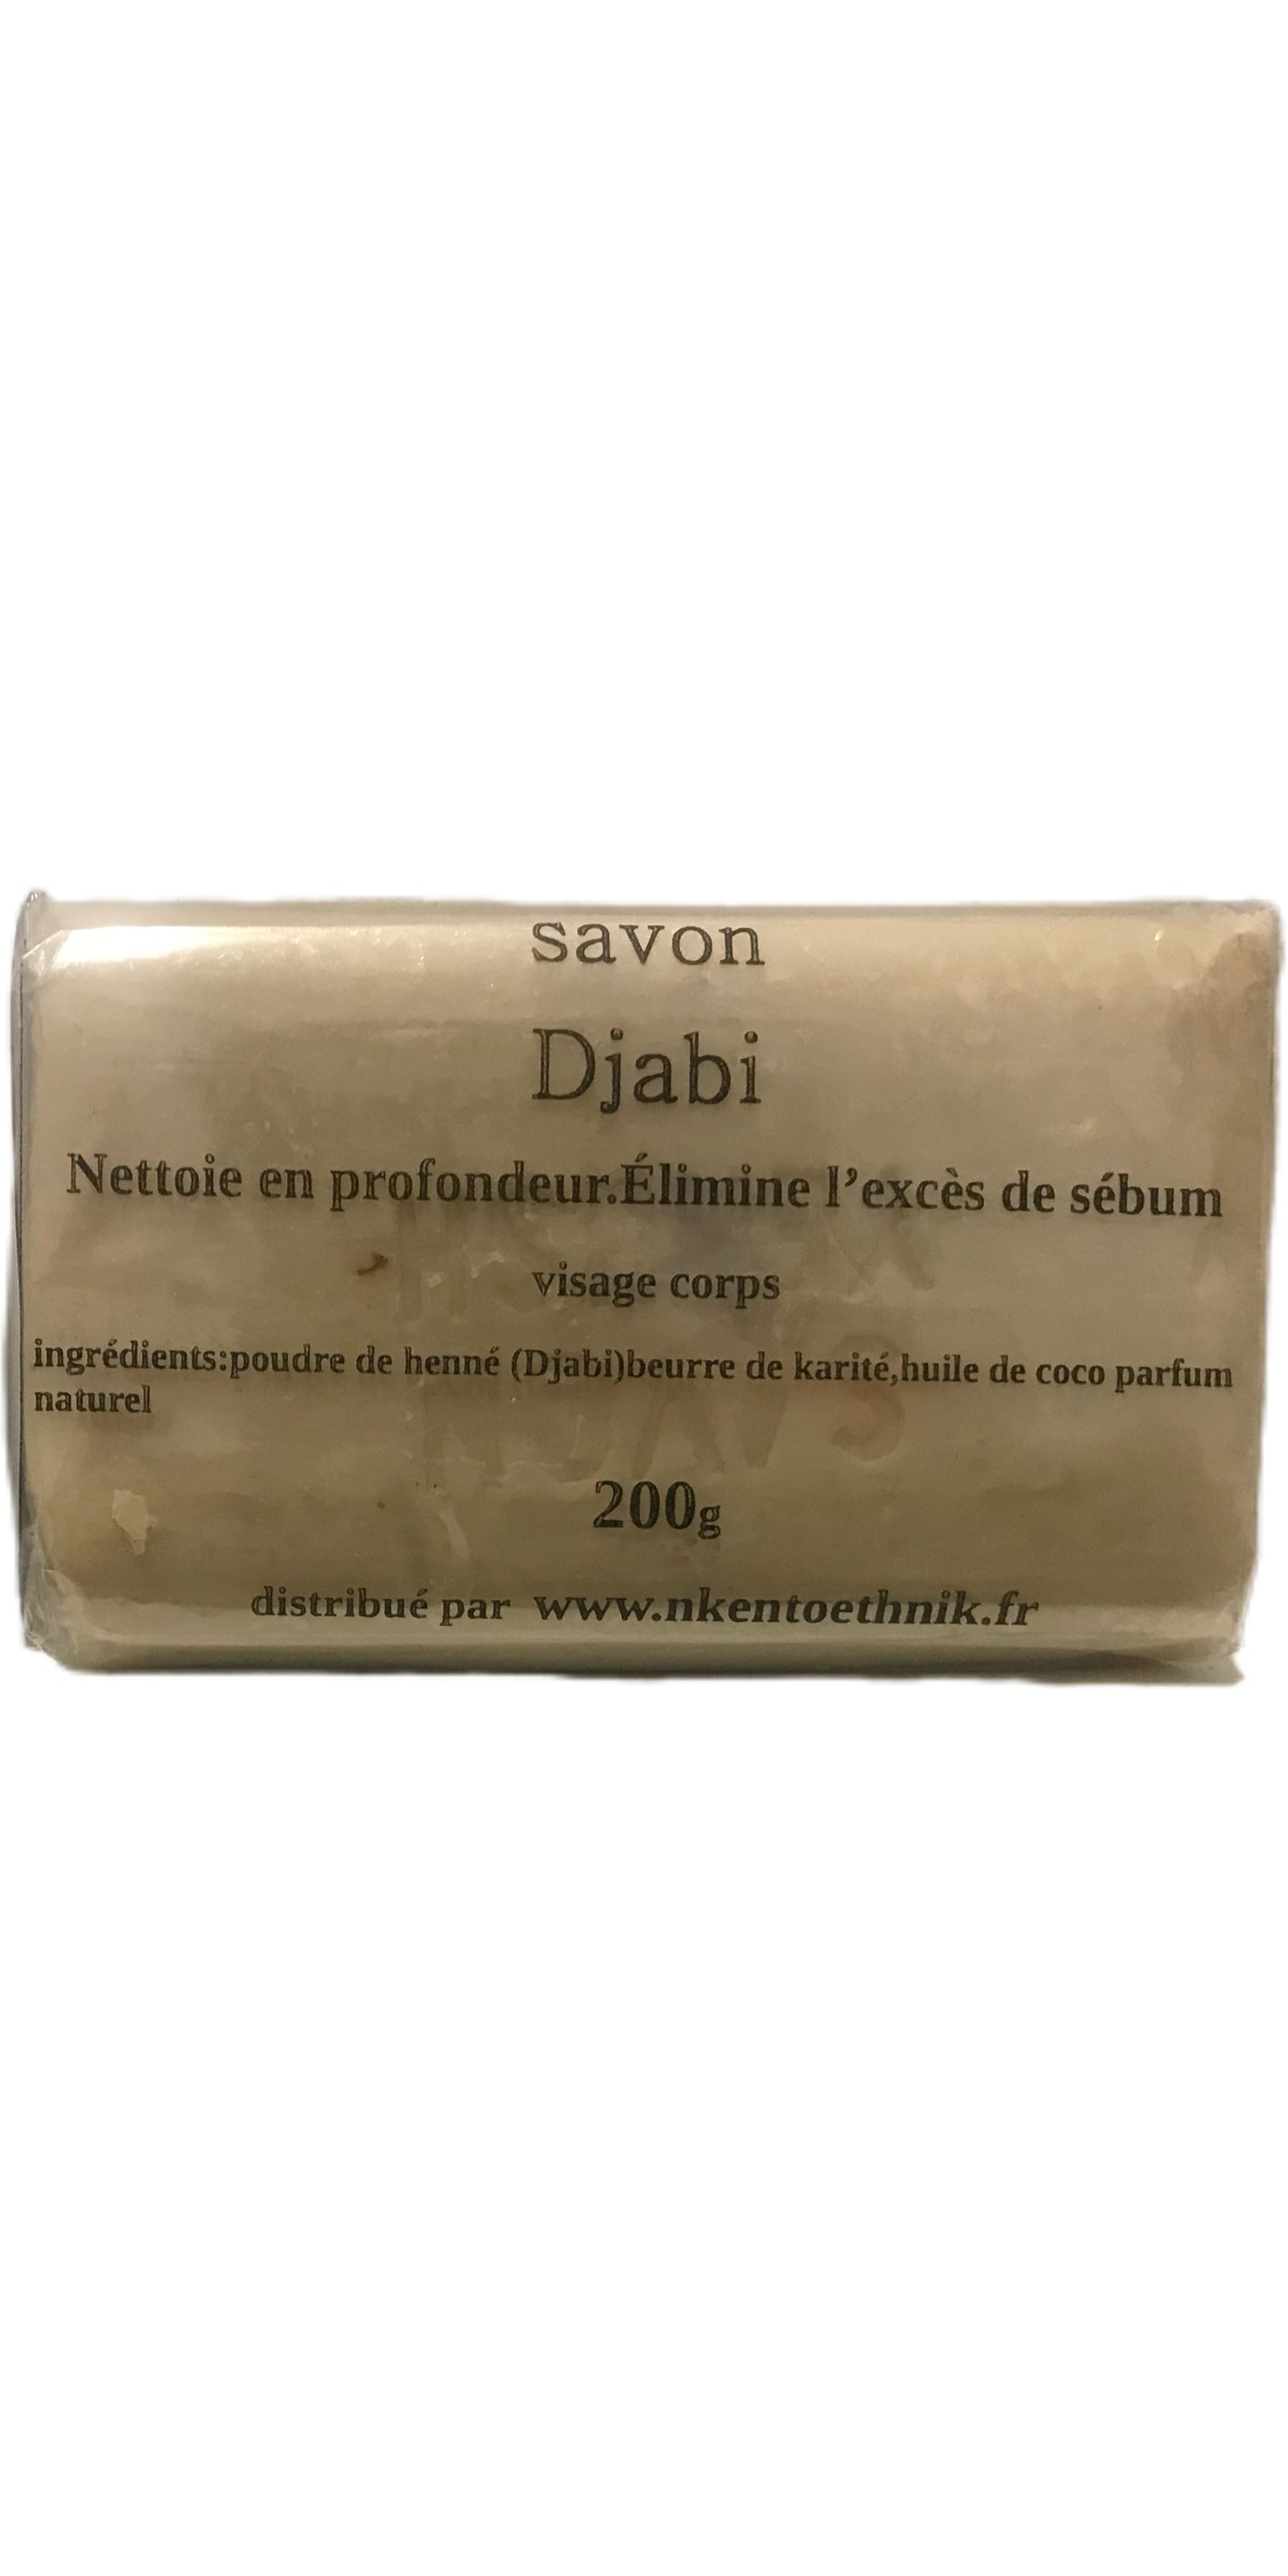 savon
Djabi
Nettoie en profondeur.Élimine l’excès de sébum
visage corps
ingrédients:poudre de henné (Djabi)beurre de karité,huile de coco parfum
naturel
200g
distribué par www.nkentoethnik.fr